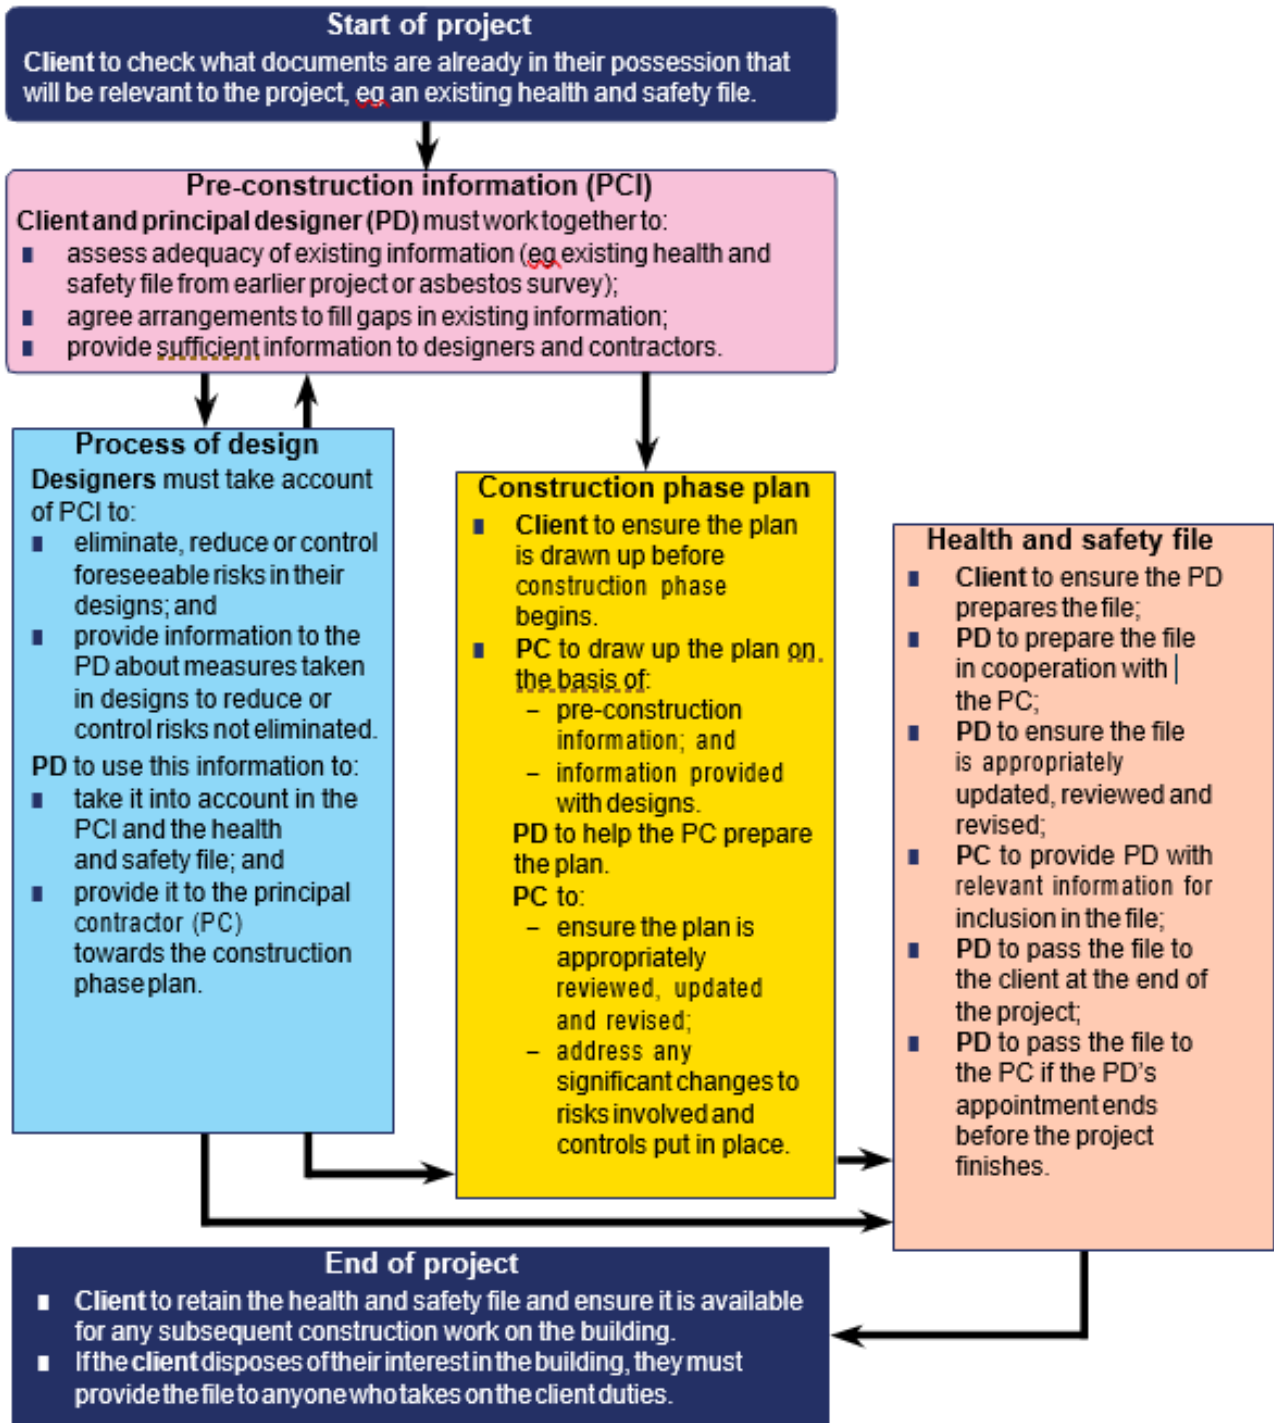 Start of project
Client to check what documents are already in their possession that
will be relevant to the project, eg an existing health and safety file.
Pre-construction information (PCI)
Client and principal designer (PD) must work together to:
■ assess adequacy of existing information (eg existing health and
safety file from earlier project or asbestos survey);
■ agree arrangements to fill gaps in existing information;
■ provide sufficient information to designers and contractors.
Process of design
Designers must take account
of PCI to:
■ eliminate, reduce or control
foreseeable risks in their
designs; and
■ provide information to the
PD about measures taken
in designs to reduce or
control risks not eliminated.
PD to use this information to:
■ take it into account in the
PCI and the health
and safety file; and
■ provide it to the principal
contractor (PC)
towards the construction
phase plan.
Construction phase plan
■ Client to ensure the plan
is drawn up before
construction phase
begins.
■ PC to draw up the plan on
the basis of:
– pre-construction
information; and
– information provided
with designs.
PD to help the PC prepare
the plan.
PC to:
– ensure the plan is
appropriately
reviewed, updated
and revised;
– address any
significant changes to
risks involved and
controls put in place.
Health and safety file
■ Client to ensure the PD
prepares the file;
■ PD to prepare the file
in cooperation with
the PC;
■ PD to ensure the file
is appropriately
updated, reviewed and
revised;
■ PC to provide PD with
relevant information for
inclusion in the file;
■ PD to pass the file to
the client at the end of
the project;
■ PD to pass the file to
the PC if the PD’s
appointment ends
before the project
finishes.
End of project
■ Client to retain the health and safety file and ensure it is available
for any subsequent construction work on the building.
■ If the client disposes of their interest in the building, they must
provide the file to anyone who takes on the client duties.